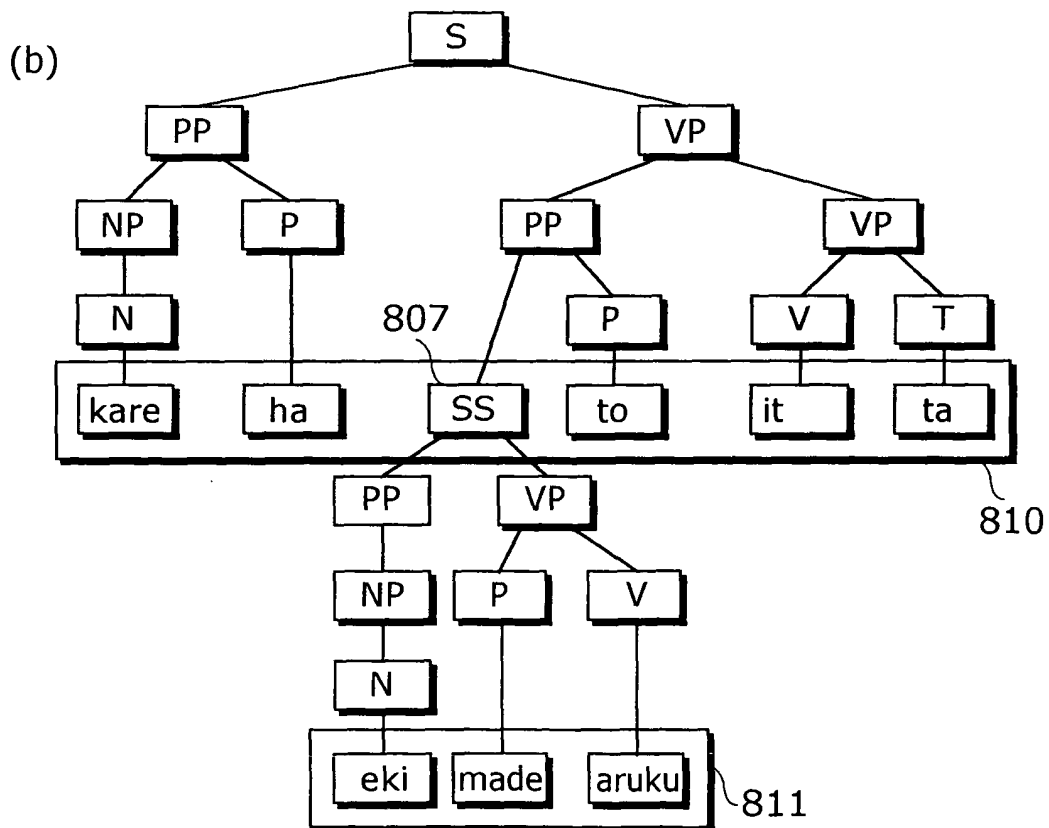 (b)
S
PP VP
NP P PP VP
N 807 P V T
kare ha SS to it ta
PP VP
810
NP P V
N
eki made aruku
811